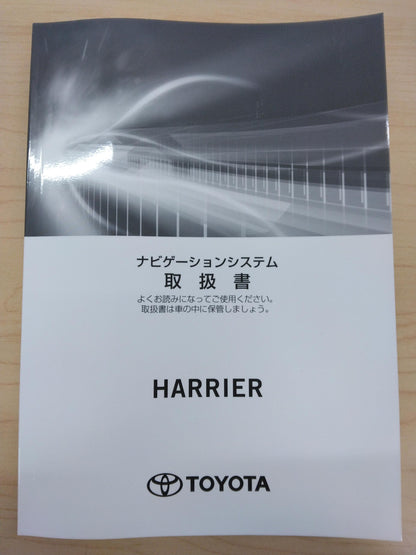 ナビゲーションシステム
取扱書
よくお読みになってご使用ください。
取扱書は車の中に保管しましょう。
HARRIER
TOYOTA